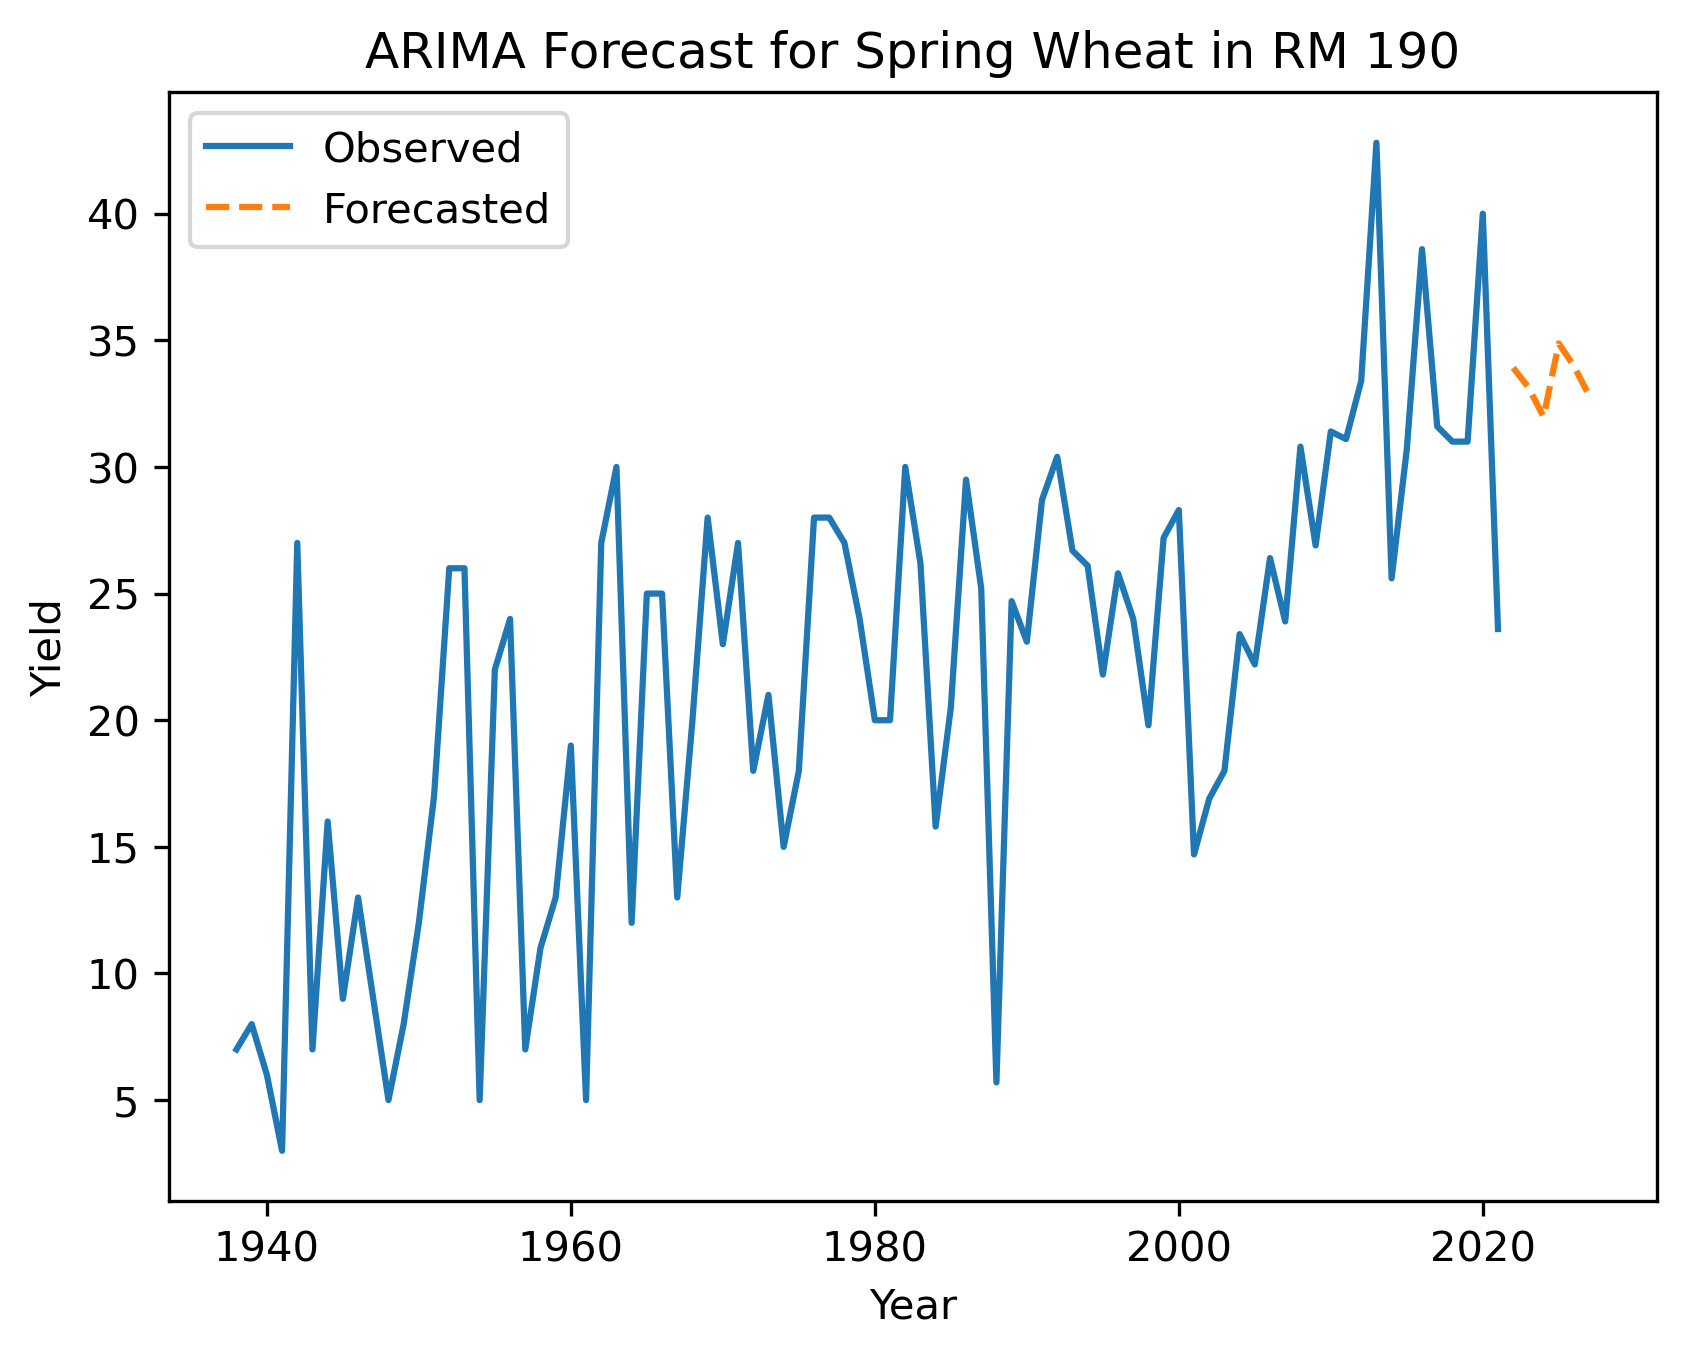 ARIMA Forecast for Spring Wheat in RM 190
Observed
Forecasted
40
35
30
25
20
15
10
5
Yield
1940 1960 1980 2000 2020
Year